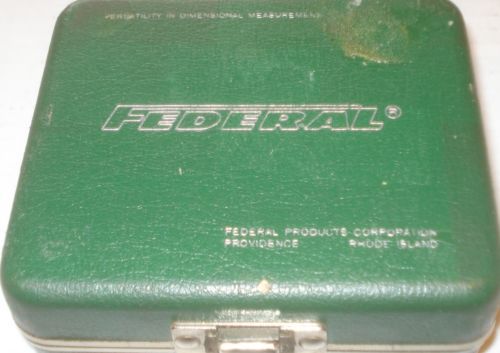 VERSATILITY IN DIMENSIONAL MEASUREMENT
FEDERAL®
FEDERAL PRODUCTS CORPORATION
PROVIDENCE RHODE ISLAND